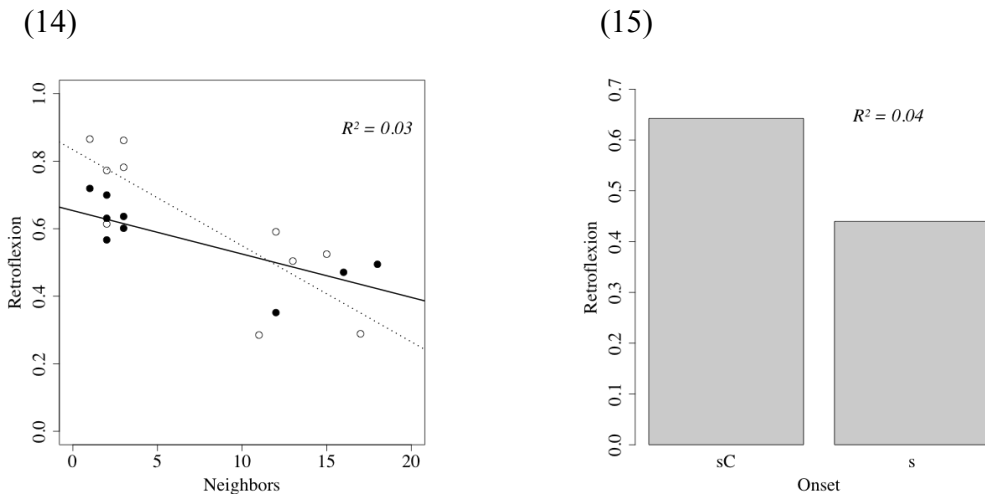 (14)
R² = 0.03
1.0
0.8
0.6
0.4
0.2
0.0
Retroflexion
0 5 10 15 20
Neighbors
(15)
R² = 0.04
0.7
0.6
0.5
0.4
0.3
0.2
0.1
0.0
Retroflexion
sC s
Onset